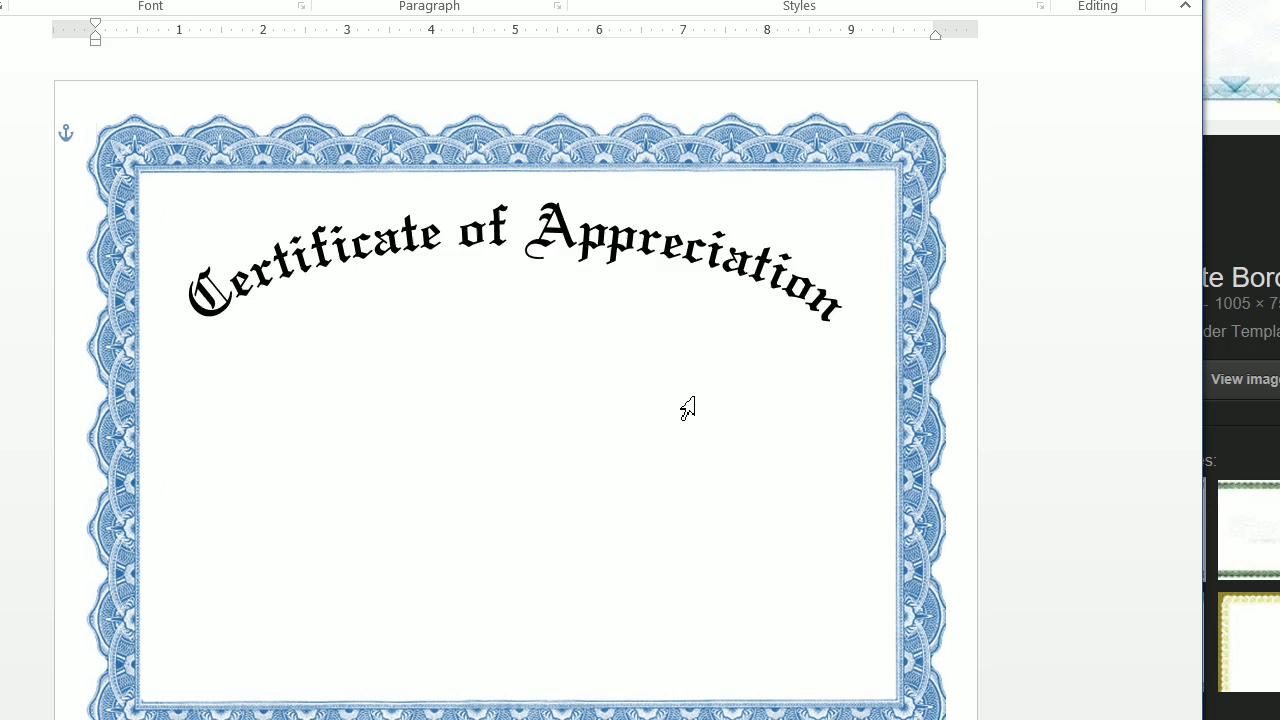 Font Paragraph Styles Editing
1 2 3 4 5 6 7 8 9
Certificate of Appreciation
te Bor
1005 × 7
der Templa
View imag
s: